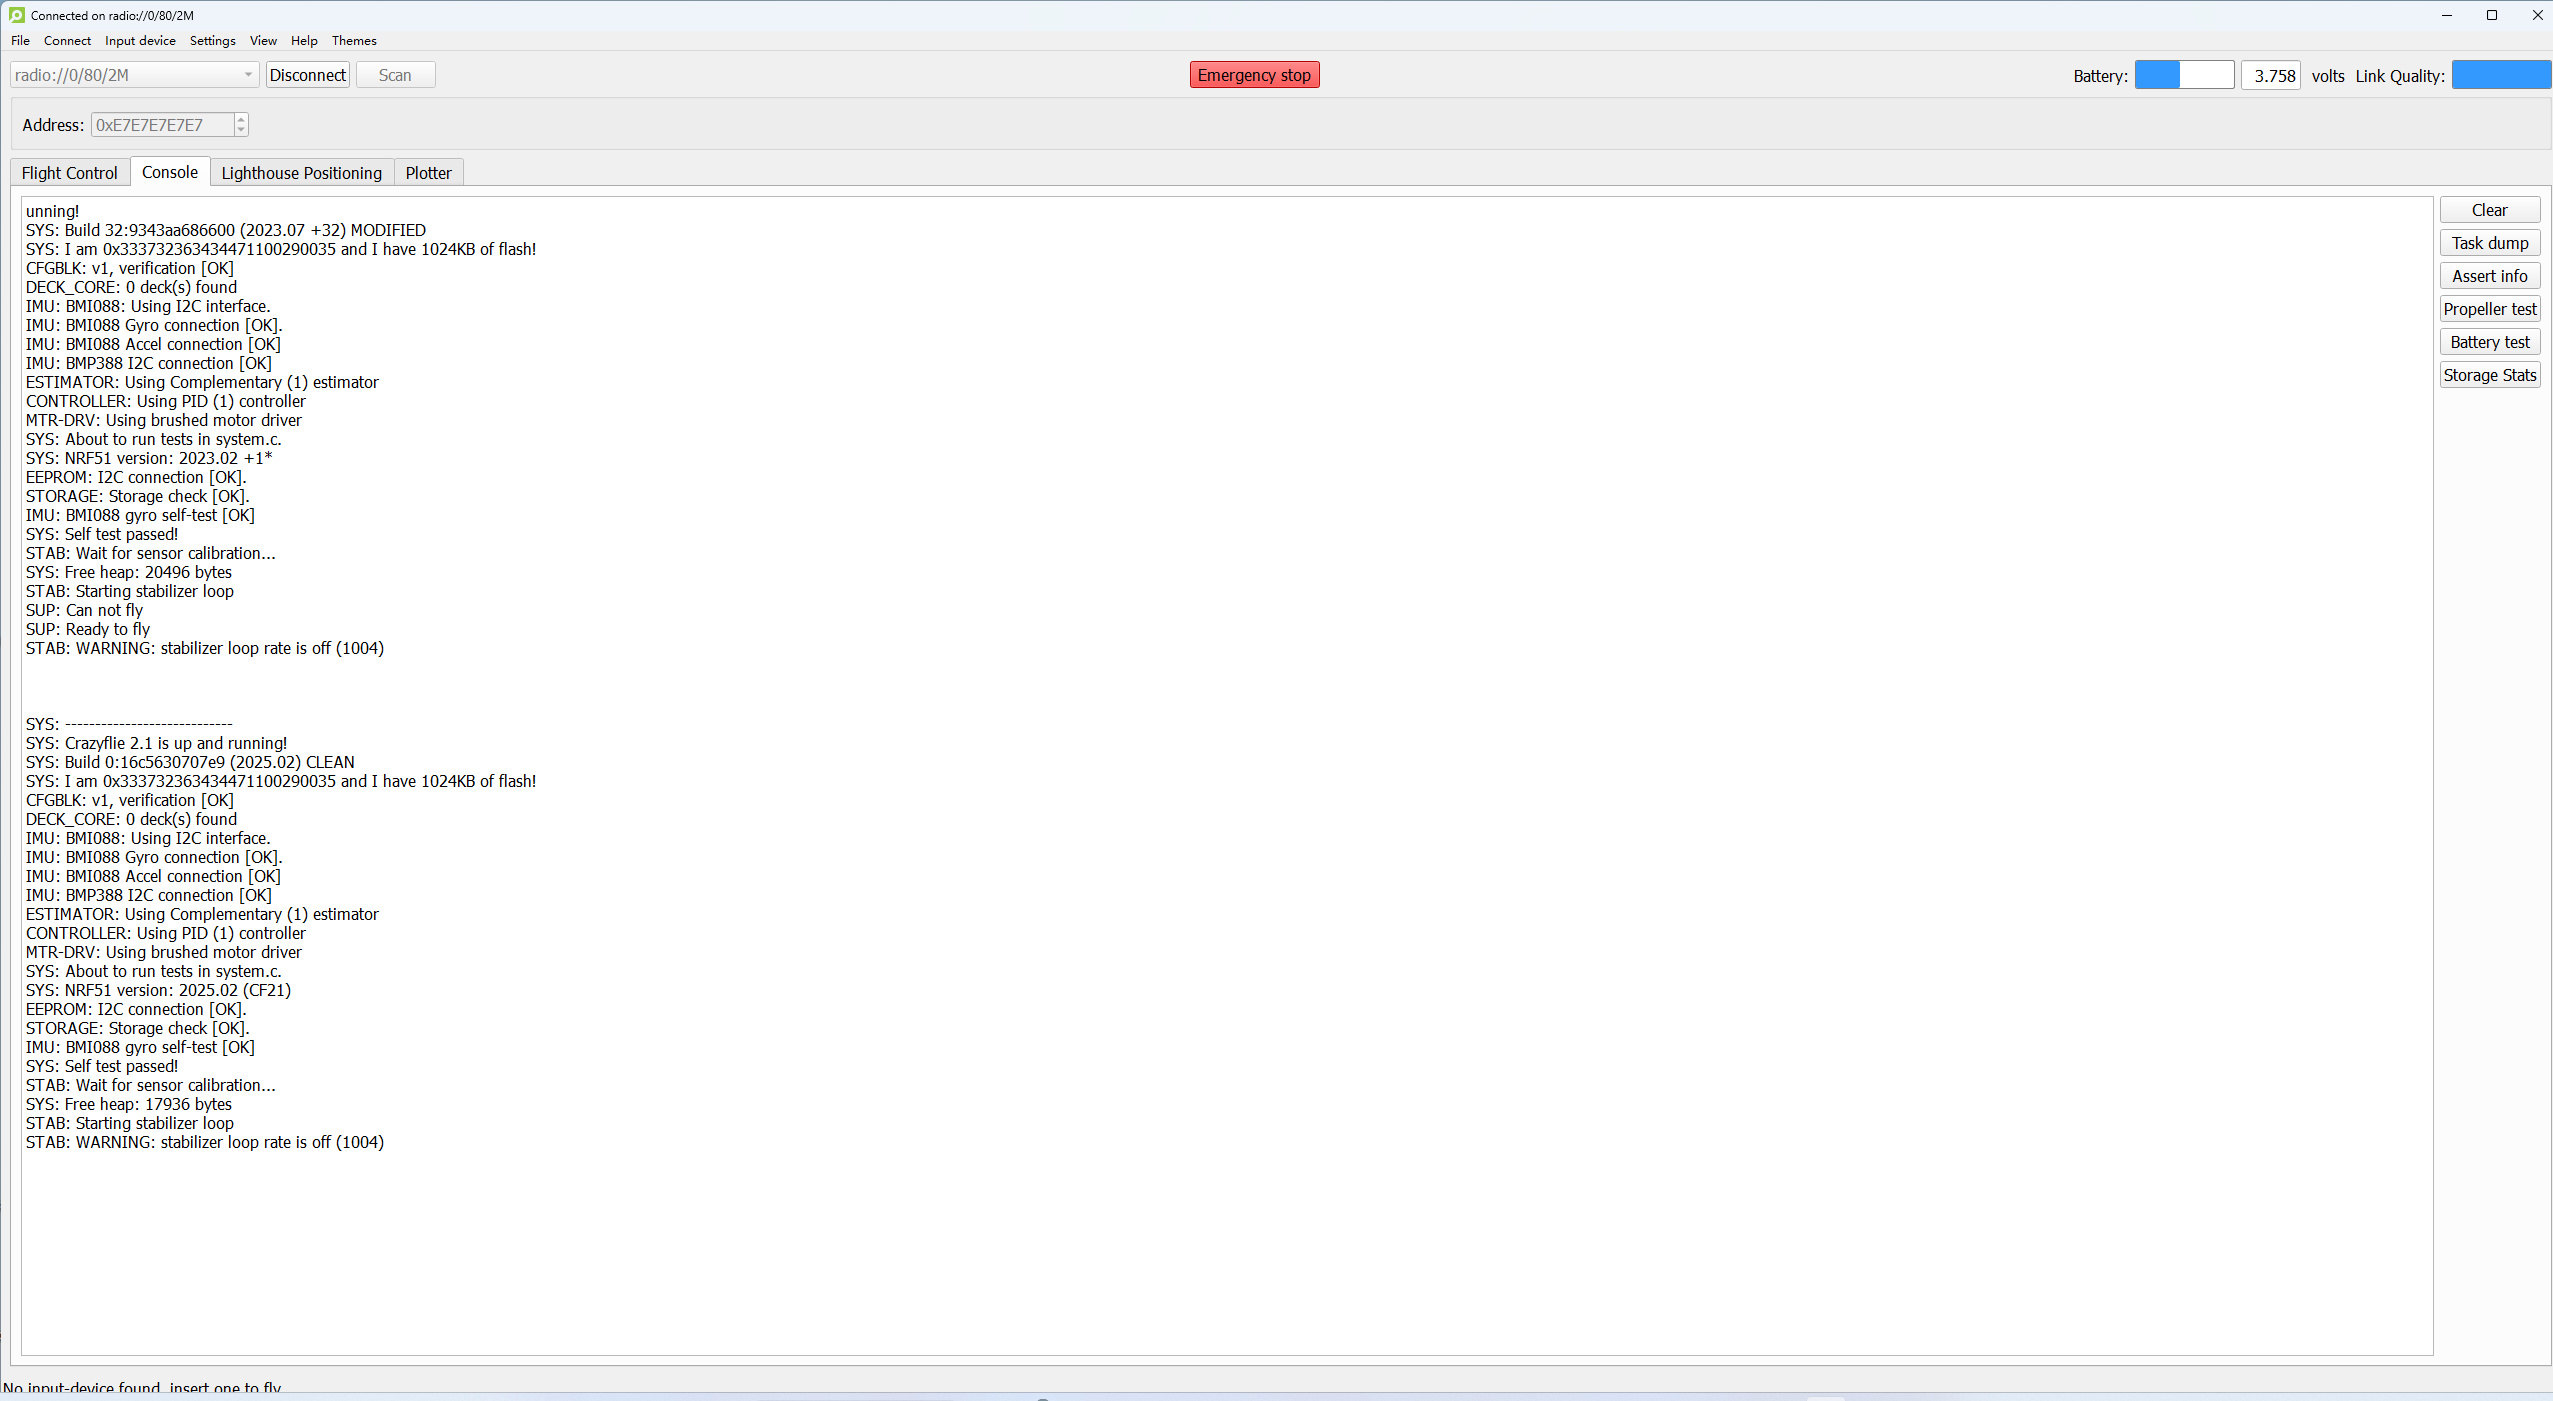 Connected on radio://0/80/2M
File Connect Input device Settings View Help Themes
radio://0/80/2M Disconnect Scan Emergency stop Battery: 3.758 volts Link Quality:
Address: 0xE7E7E7E7E7
Flight Control Console Lighthouse Positioning Plotter
unning!
SYS: Build 32:9343aa686600 (2023.07 +32) MODIFIED
SYS: I am 0x3337323634344711002900​35 and I have 1024KB of flash!
CFGBLK: v1, verification [OK]
DECK_CORE: 0 deck(s) found
IMU: BMI088: Using I2C interface.
IMU: BMI088 Gyro connection [OK].
IMU: BMI088 Accel connection [OK]
IMU: BMP388 I2C connection [OK]
ESTIMATOR: Using Complementary (1) estimator
CONTROLLER: Using PID (1) controller
MTR-DRV: Using brushed motor driver
SYS: About to run tests in system.c.
SYS: NRF51 version: 2023.02 +1*
EEPROM: I2C connection [OK].
STORAGE: Storage check [OK].
IMU: BMI088 gyro self-test [OK]
SYS: Self test passed!
STAB: Wait for sensor calibration...
SYS: Free heap: 20496 bytes
STAB: Starting stabilizer loop
SUP: Can not fly
SUP: Ready to fly
STAB: WARNING: stabilizer loop rate is off (1004)
SYS: ----------------------------
SYS: Crazyflie 2.1 is up and running!
SYS: Build 0:16c5630707e9 (2025.02) CLEAN
SYS: I am 0x333732363434471100290035 and I have 1024KB of flash!
CFGBLK: v1, verification [OK]
DECK_CORE: 0 deck(s) found
IMU: BMI088: Using I2C interface.
IMU: BMI088 Gyro connection [OK].
IMU: BMI088 Accel connection [OK]
IMU: BMP388 I2C connection [OK]
ESTIMATOR: Using Complementary (1) estimator
CONTROLLER: Using PID (1) controller
MTR-DRV: Using brushed motor driver
SYS: About to run tests in system.c.
SYS: NRF51 version: 2025.02 (CF21)
EEPROM: I2C connection [OK].
STORAGE: Storage check [OK].
IMU: BMI088 gyro self-test [OK]
SYS: Self test passed!
STAB: Wait for sensor calibration...
SYS: Free heap: 17936 bytes
STAB: Starting stabilizer loop
STAB: WARNING: stabilizer loop rate is off (1004)
Clear
Task dump
Assert info
Propeller test
Battery test
Storage Stats
No input-device found, insert one to fly